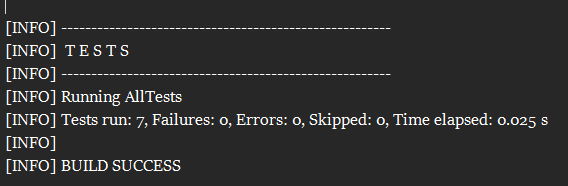 [INFO] -------------------------------------------------------
[INFO]  T E S T S
[INFO] -------------------------------------------------------
[INFO] Running AllTests
[INFO] Tests run: 7, Failures: 0, Errors: 0, Skipped: 0, Time elapsed: 0.025 s
[INFO]
[INFO] BUILD SUCCESS